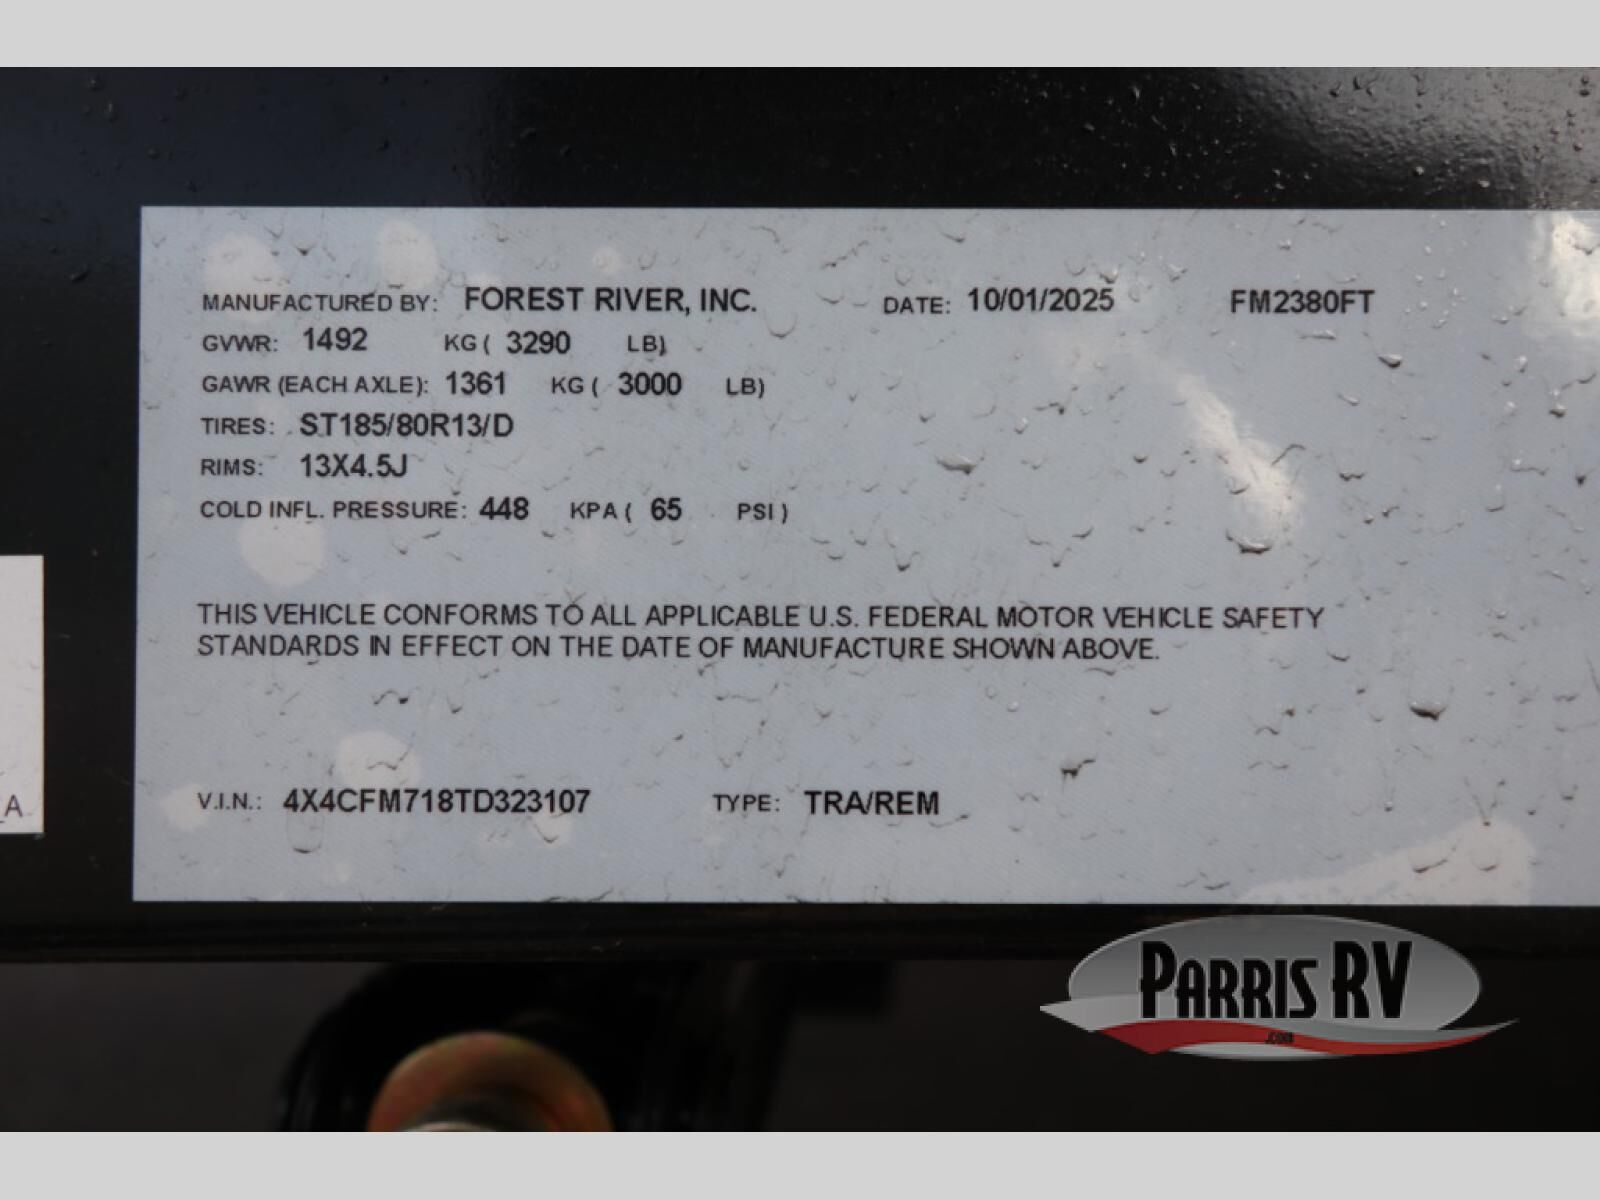 MANUFACTURED BY: FOREST RIVER, INC. DATE: 10/01/2025 FM2380FT
GVWR: 1492 KG ( 3290 LB)
GAWR (EACH AXLE): 1361 KG ( 3000 LB)
TIRES: ST185/80R13/D
RIMS: 13X4.5J
COLD INFL. PRESSURE: 448 KPA ( 65 PSI )
THIS VEHICLE CONFORMS TO ALL APPLICABLE U.S. FEDERAL MOTOR VEHICLE SAFETY
STANDARDS IN EFFECT ON THE DATE OF MANUFACTURE SHOWN ABOVE.
V.I.N.: 4X4CFM718TD323107 TYPE: TRA/REM
PARRIS RV
.COM